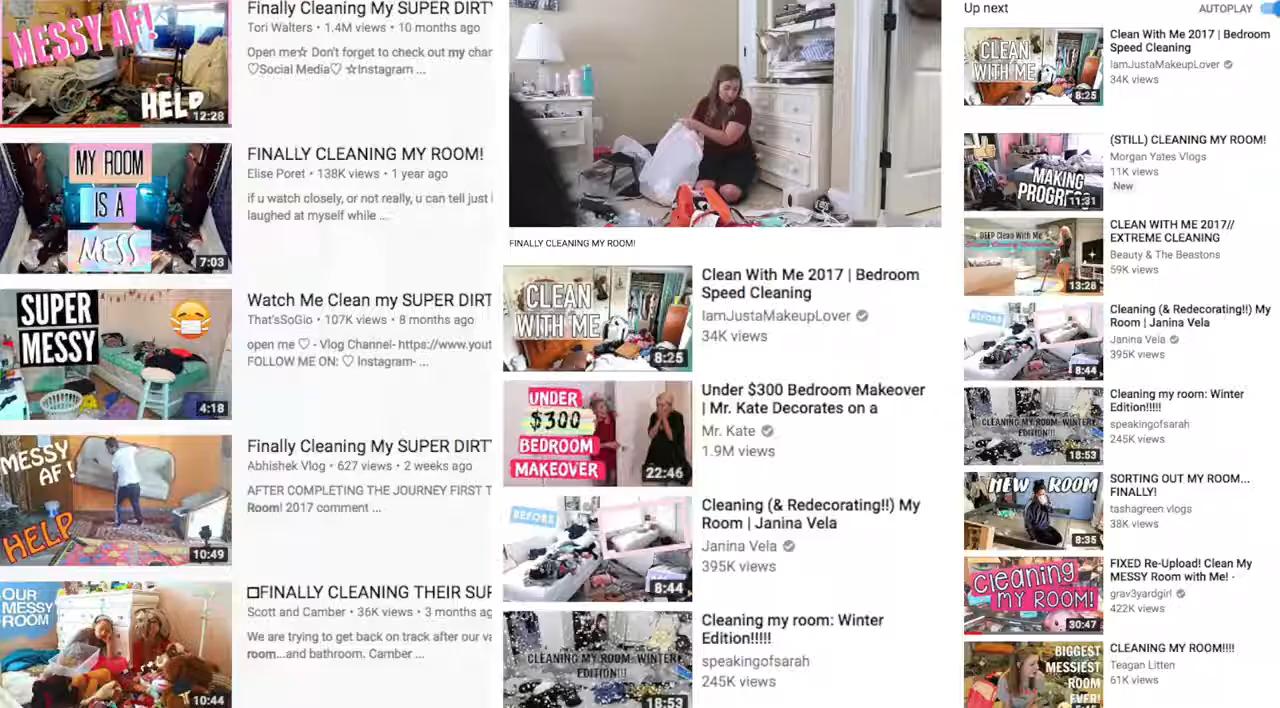 Finally Cleaning My SUPER DIRT
Tori Walters • 1.4M views • 10 months ago
Open me☆ Don't forget to check out my char
♡Social Media♡ ☆Instagram ...
MESSY AF!
HELP
12:28
FINALLY CLEANING MY ROOM!
Elise Poret • 138K views • 1 year ago
if u watch closely, or not really, u can tell just i
laughed at myself while ...
MY ROOM
IS A
MESS
7:03
Watch Me Clean my SUPER DIRT
That'sSoGio • 107K views • 8 months ago
open me ♡ - Vlog Channel- https://www.yout
FOLLOW ME ON: ♡ Instagram- ...
SUPER
MESSY
4:18
Finally Cleaning My SUPER DIRT
Abhishek Vlog • 627 views • 2 weeks ago
AFTER COMPLETING THE JOURNEY FIRST T
Room! 2017 comment ...
MESSY
AF!
HELP
10:49
□FINALLY CLEANING THEIR SUP
Scott and Camber • 36K views • 3 months ag
We are trying to get back on track after our va
room...and bathroom. Camber ...
OUR
MESSY
ROOM
10:44
FINALLY CLEANING MY ROOM!
CLEAN
WITH ME
8:25
Clean With Me 2017 | Bedroom
Speed Cleaning
IamJustaMakeupLover
34K views
UNDER
$300
BEDROOM
MAKEOVER
22:46
Under $300 Bedroom Makeover
| Mr. Kate Decorates on a
Mr. Kate
1.9M views
BEFORE
8:44
Cleaning (& Redecorating!!) My
Room | Janina Vela
Janina Vela
395K views
CLEANING MY ROOM: WINTER
EDITION!!!
18:53
Cleaning my room: Winter
Edition!!!!!
speakingofsarah
245K views
Up next
AUTOPLAY
CLEAN
WITH ME
8:25
Clean With Me 2017 | Bedroom
Speed Cleaning
IamJustaMakeupLover
34K views
MAKING
PROGRESS
11:31
(STILL) CLEANING MY ROOM!
Morgan Yates Vlogs
11K views
New
DEEP Clean With Me
13:28
CLEAN WITH ME 2017//
EXTREME CLEANING
Beauty & The Beastons
59K views
BEFORE
8:44
Cleaning (& Redecorating!!) My
Room | Janina Vela
Janina Vela
395K views
CLEANING MY ROOM: WINTER
EDITION!!!
18:53
Cleaning my room: Winter
Edition!!!!!
speakingofsarah
245K views
NEW ROOM
8:35
SORTING OUT MY ROOM...
FINALLY!
tashagreen vlogs
38K views
Cleaning
MY ROOM!
30:47
FIXED Re-Upload! Clean My
MESSY Room with Me! -
grav3yardgirl
422K views
BIGGEST
MESSIEST
ROOM
EVER!
CLEANING MY ROOM!!!!
Teagan Litten
61K views